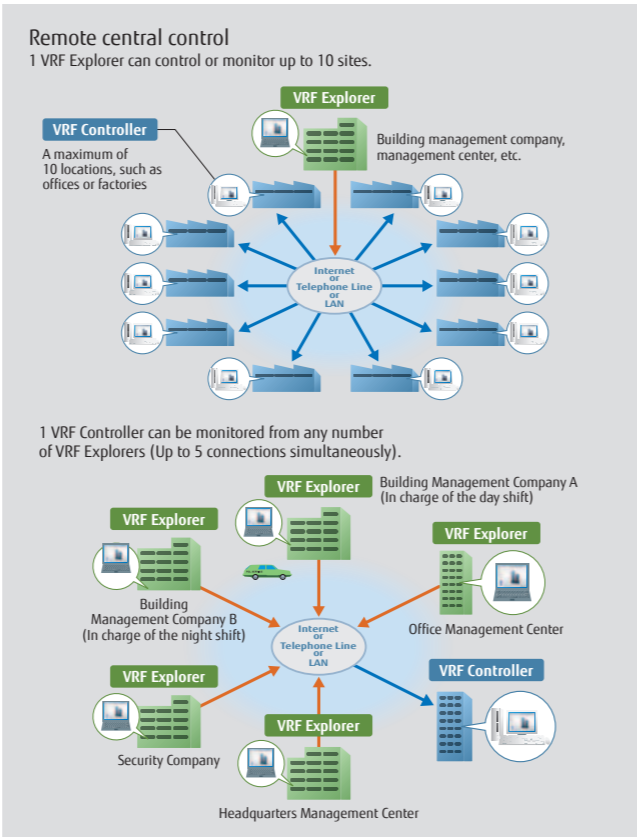 Remote central control
1 VRF Explorer can control or monitor up to 10 sites.
VRF Explorer
VRF Controller
Building management company,
management center, etc.
A maximum of
10 locations, such as
offices or factories
Internet
or
Telephone Line
or
LAN
1 VRF Controller can be monitored from any number
of VRF Explorers (Up to 5 connections simultaneously).
VRF Explorer
Building Management Company A
(In charge of the day shift)
VRF Explorer
VRF Explorer
Building
Management Company B
(In charge of the night shift)
Office Management Center
Internet
or
Telephone Line
or
LAN
VRF Explorer
VRF Controller
Security Company
VRF Explorer
Headquarters Management Center